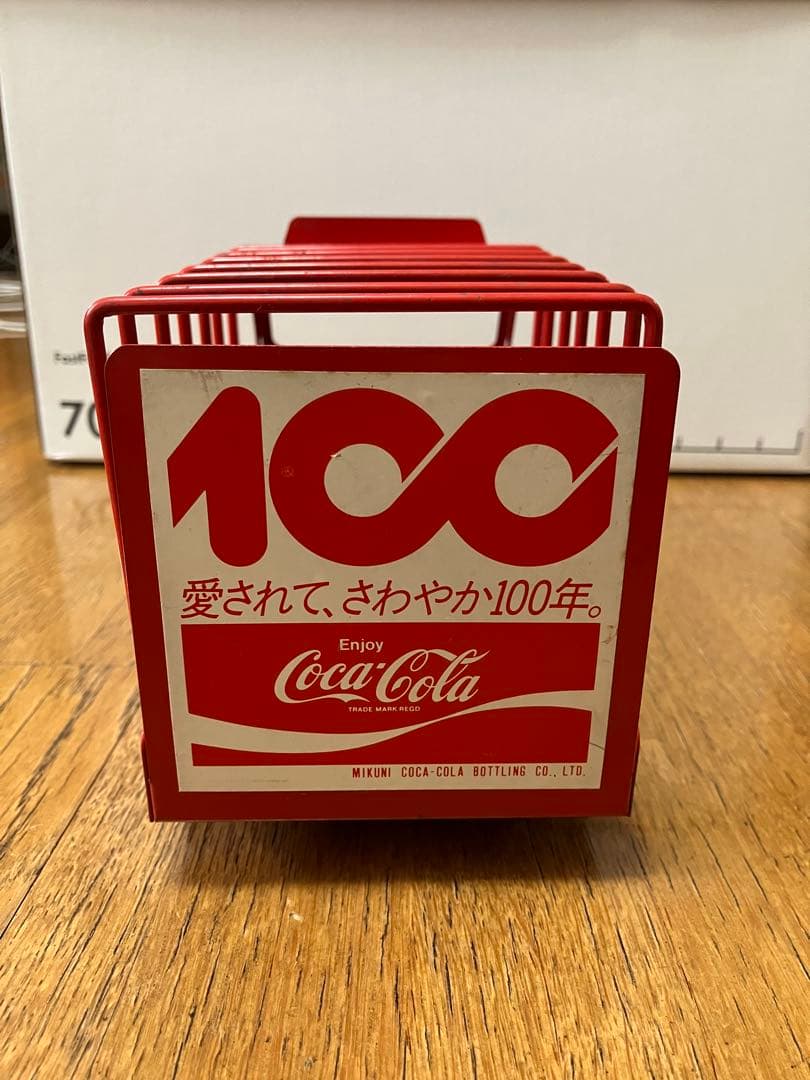 100
愛されて、さわやか100年。
Enjoy
Coca-Cola
TRADE MARK REGD
MIKUNI COCA-COLA BOTTLING CO., LTD.